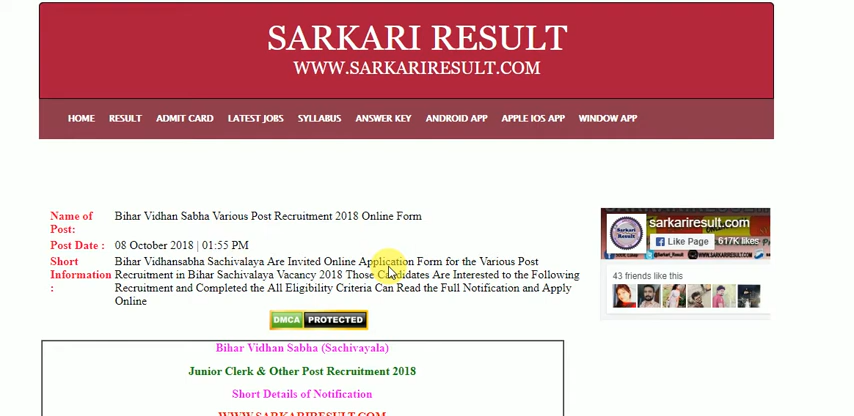 SARKARI RESULT
WWW.SARKARIRESULT.COM
HOME RESULT ADMIT CARD LATEST JOBS SYLLABUS ANSWER KEY ANDROID APP APPLE IOS APP WINDOW APP
Name of Post: Bihar Vidhan Sabha Various Post Recruitment 2018 Online Form
Post Date : 08 October 2018 | 01:55 PM
Short Information : Bihar Vidhansabha Sachivalaya Are Invited Online Application Form for the Various Post
Recruitment in Bihar Sachivalaya Vacancy 2018 Those Candidates Are Interested to the Following
Recruitment and Completed the All Eligibility Criteria Can Read the Full Notification and Apply
Online
DMCA PROTECTED
sarkariresult.com
Like Page 617K likes
43 friends like this
Bihar Vidhan Sabha (Sachivayala)
Junior Clerk & Other Post Recruitment 2018
Short Details of Notification
WWW.SARKARIRESULT.COM